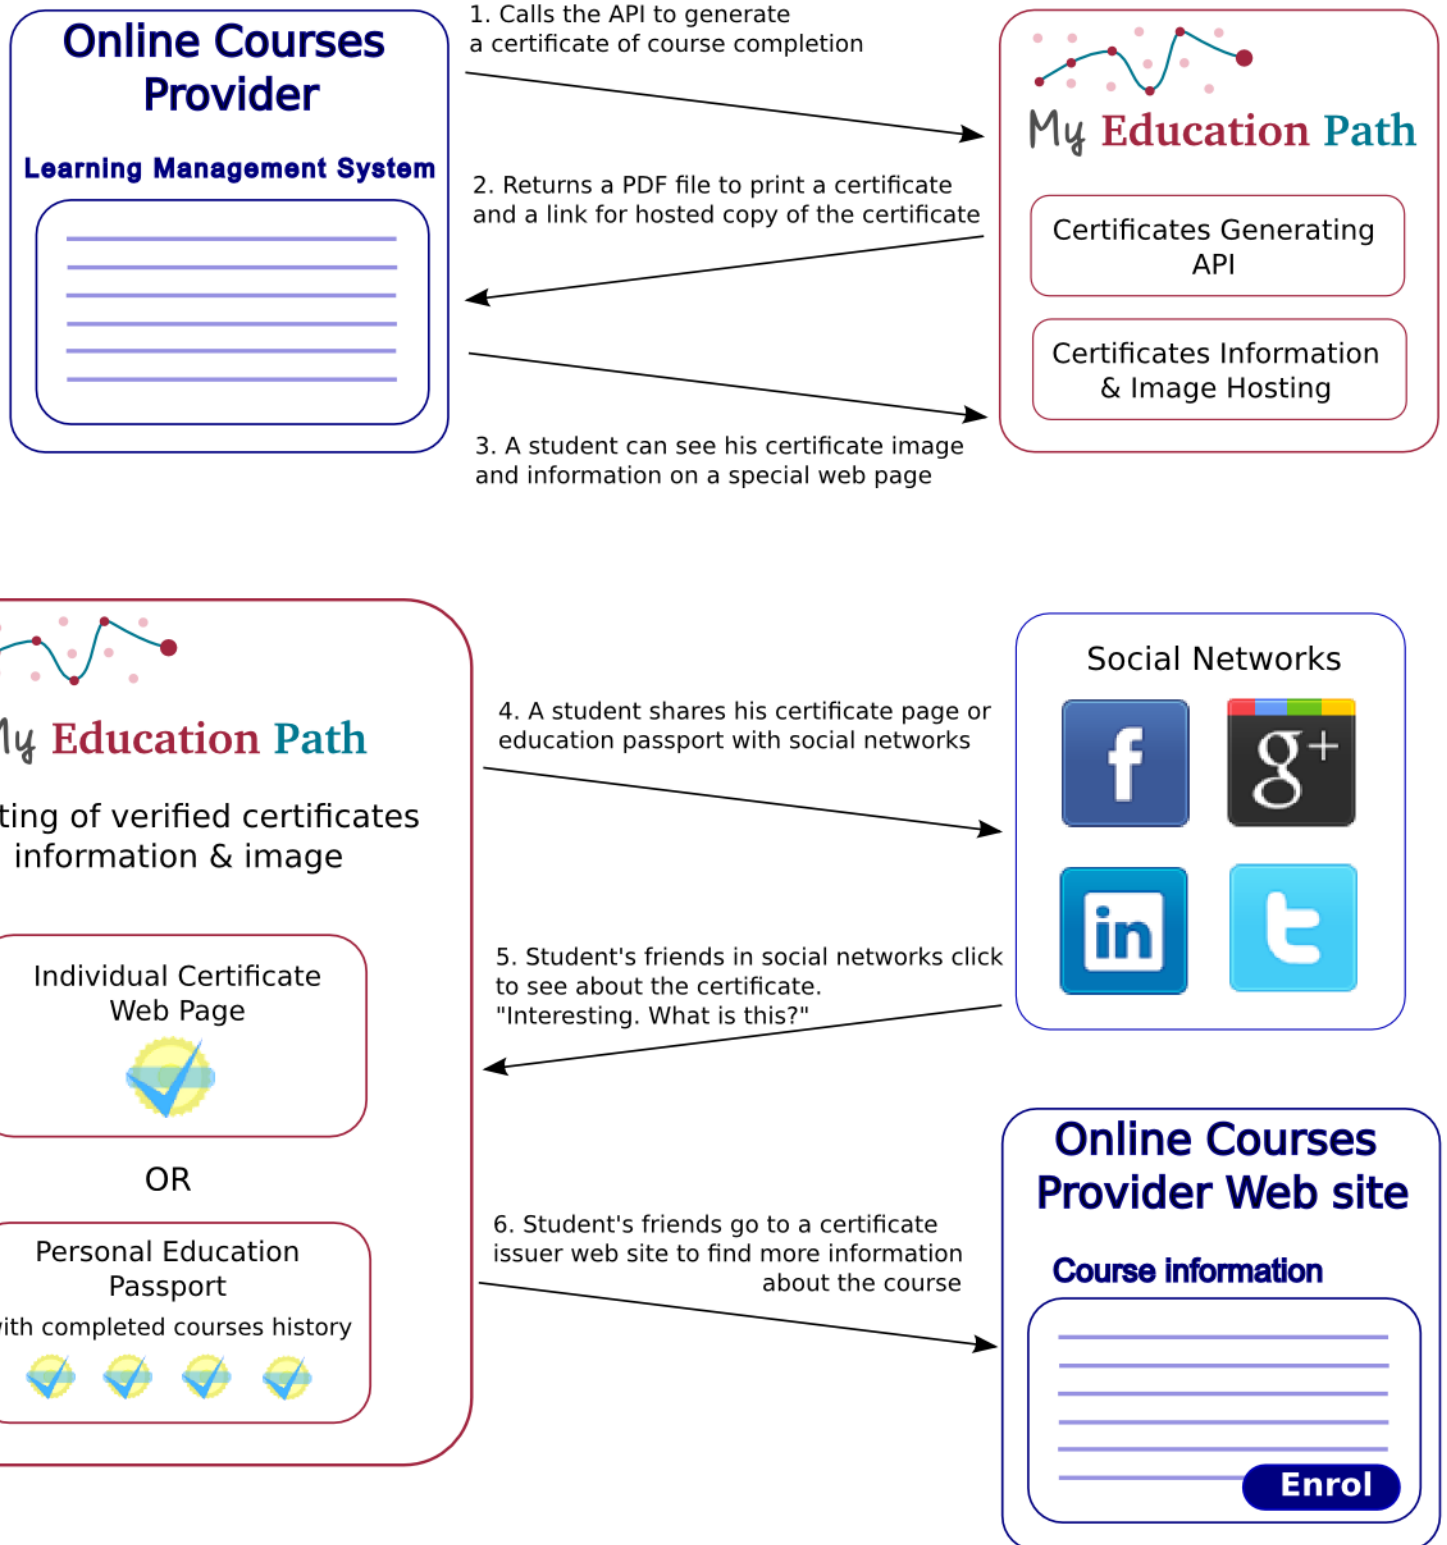 Online Courses
Provider
Learning Management System
1. Calls the API to generate
a certificate of course completion
2. Returns a PDF file to print a certificate
and a link for hosted copy of the certificate
3. A student can see his certificate image
and information on a special web page
My Education Path
Certificates Generating
API
Certificates Information
& Image Hosting
Education Path
of verified certificates
information & image
Individual Certificate
Web Page
OR
Personal Education
Passport
completed courses history
4. A student shares his certificate page or
education passport with social networks
5. Student's friends in social networks click
to see about the certificate.
"Interesting. What is this?"
6. Student's friends go to a certificate
issuer web site to find more information
about the course
Social Networks
f
g+
in
t
Online Courses
Provider Web site
Course information
Enrol